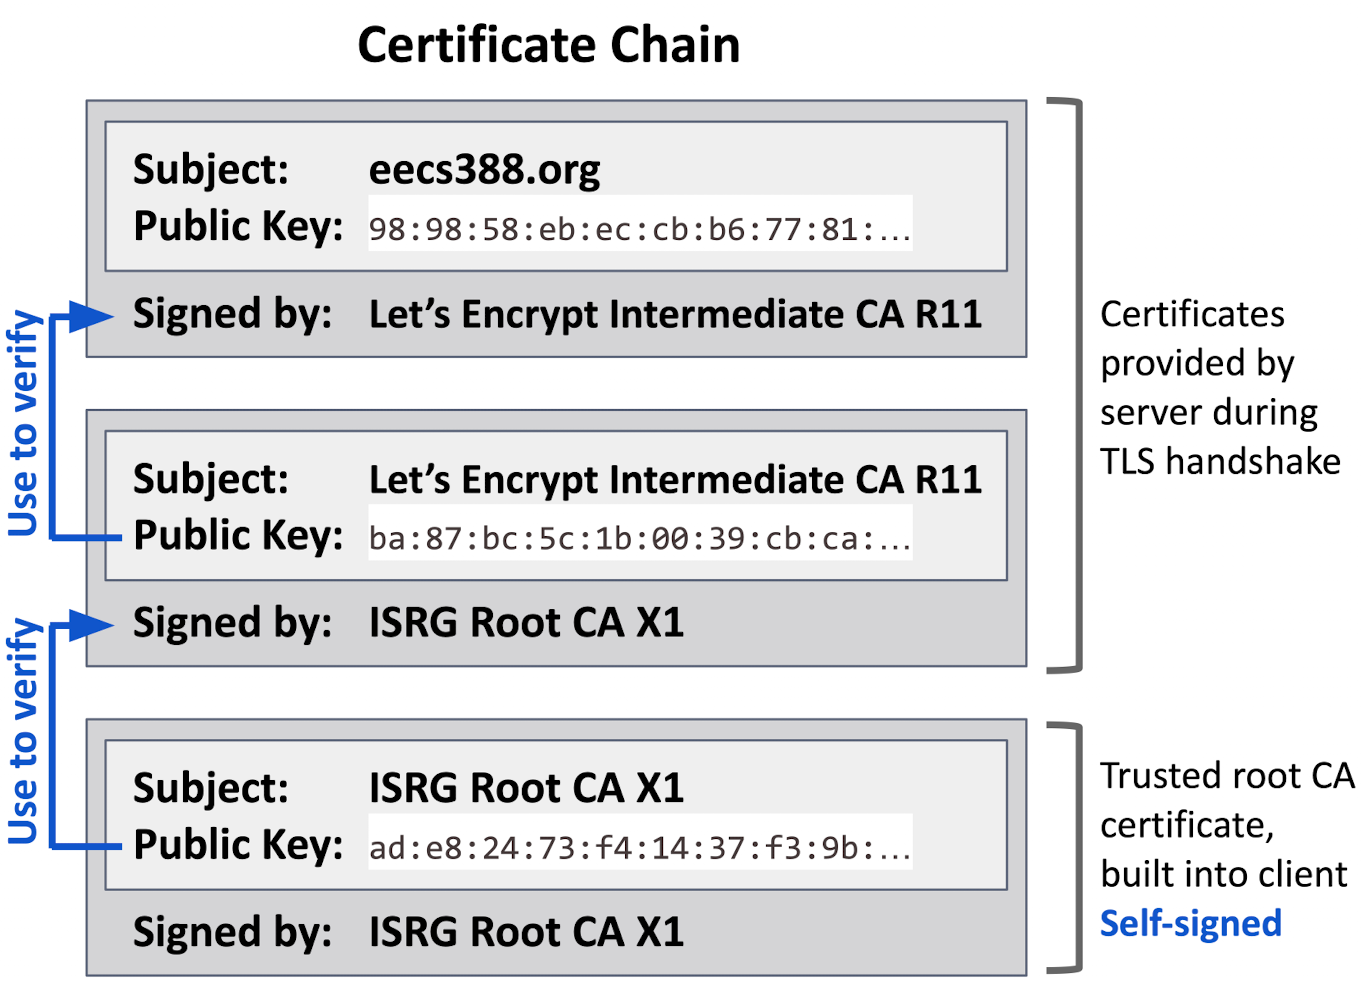 Certificate Chain
Subject: eecs388.org
Public Key: 98:98:58:eb:ec:cb:b6:77:81:...
Signed by: Let’s Encrypt Intermediate CA R11
Use to verify
Subject: Let’s Encrypt Intermediate CA R11
Public Key: ba:87:bc:5c:1b:00:39:cb:ca:...
Signed by: ISRG Root CA X1
Use to verify
Subject: ISRG Root CA X1
Public Key: ad:e8:24:73:f4:14:37:f3:9b:...
Signed by: ISRG Root CA X1
Certificates
provided by
server during
TLS handshake
Trusted root CA
certificate,
built into client
Self-signed